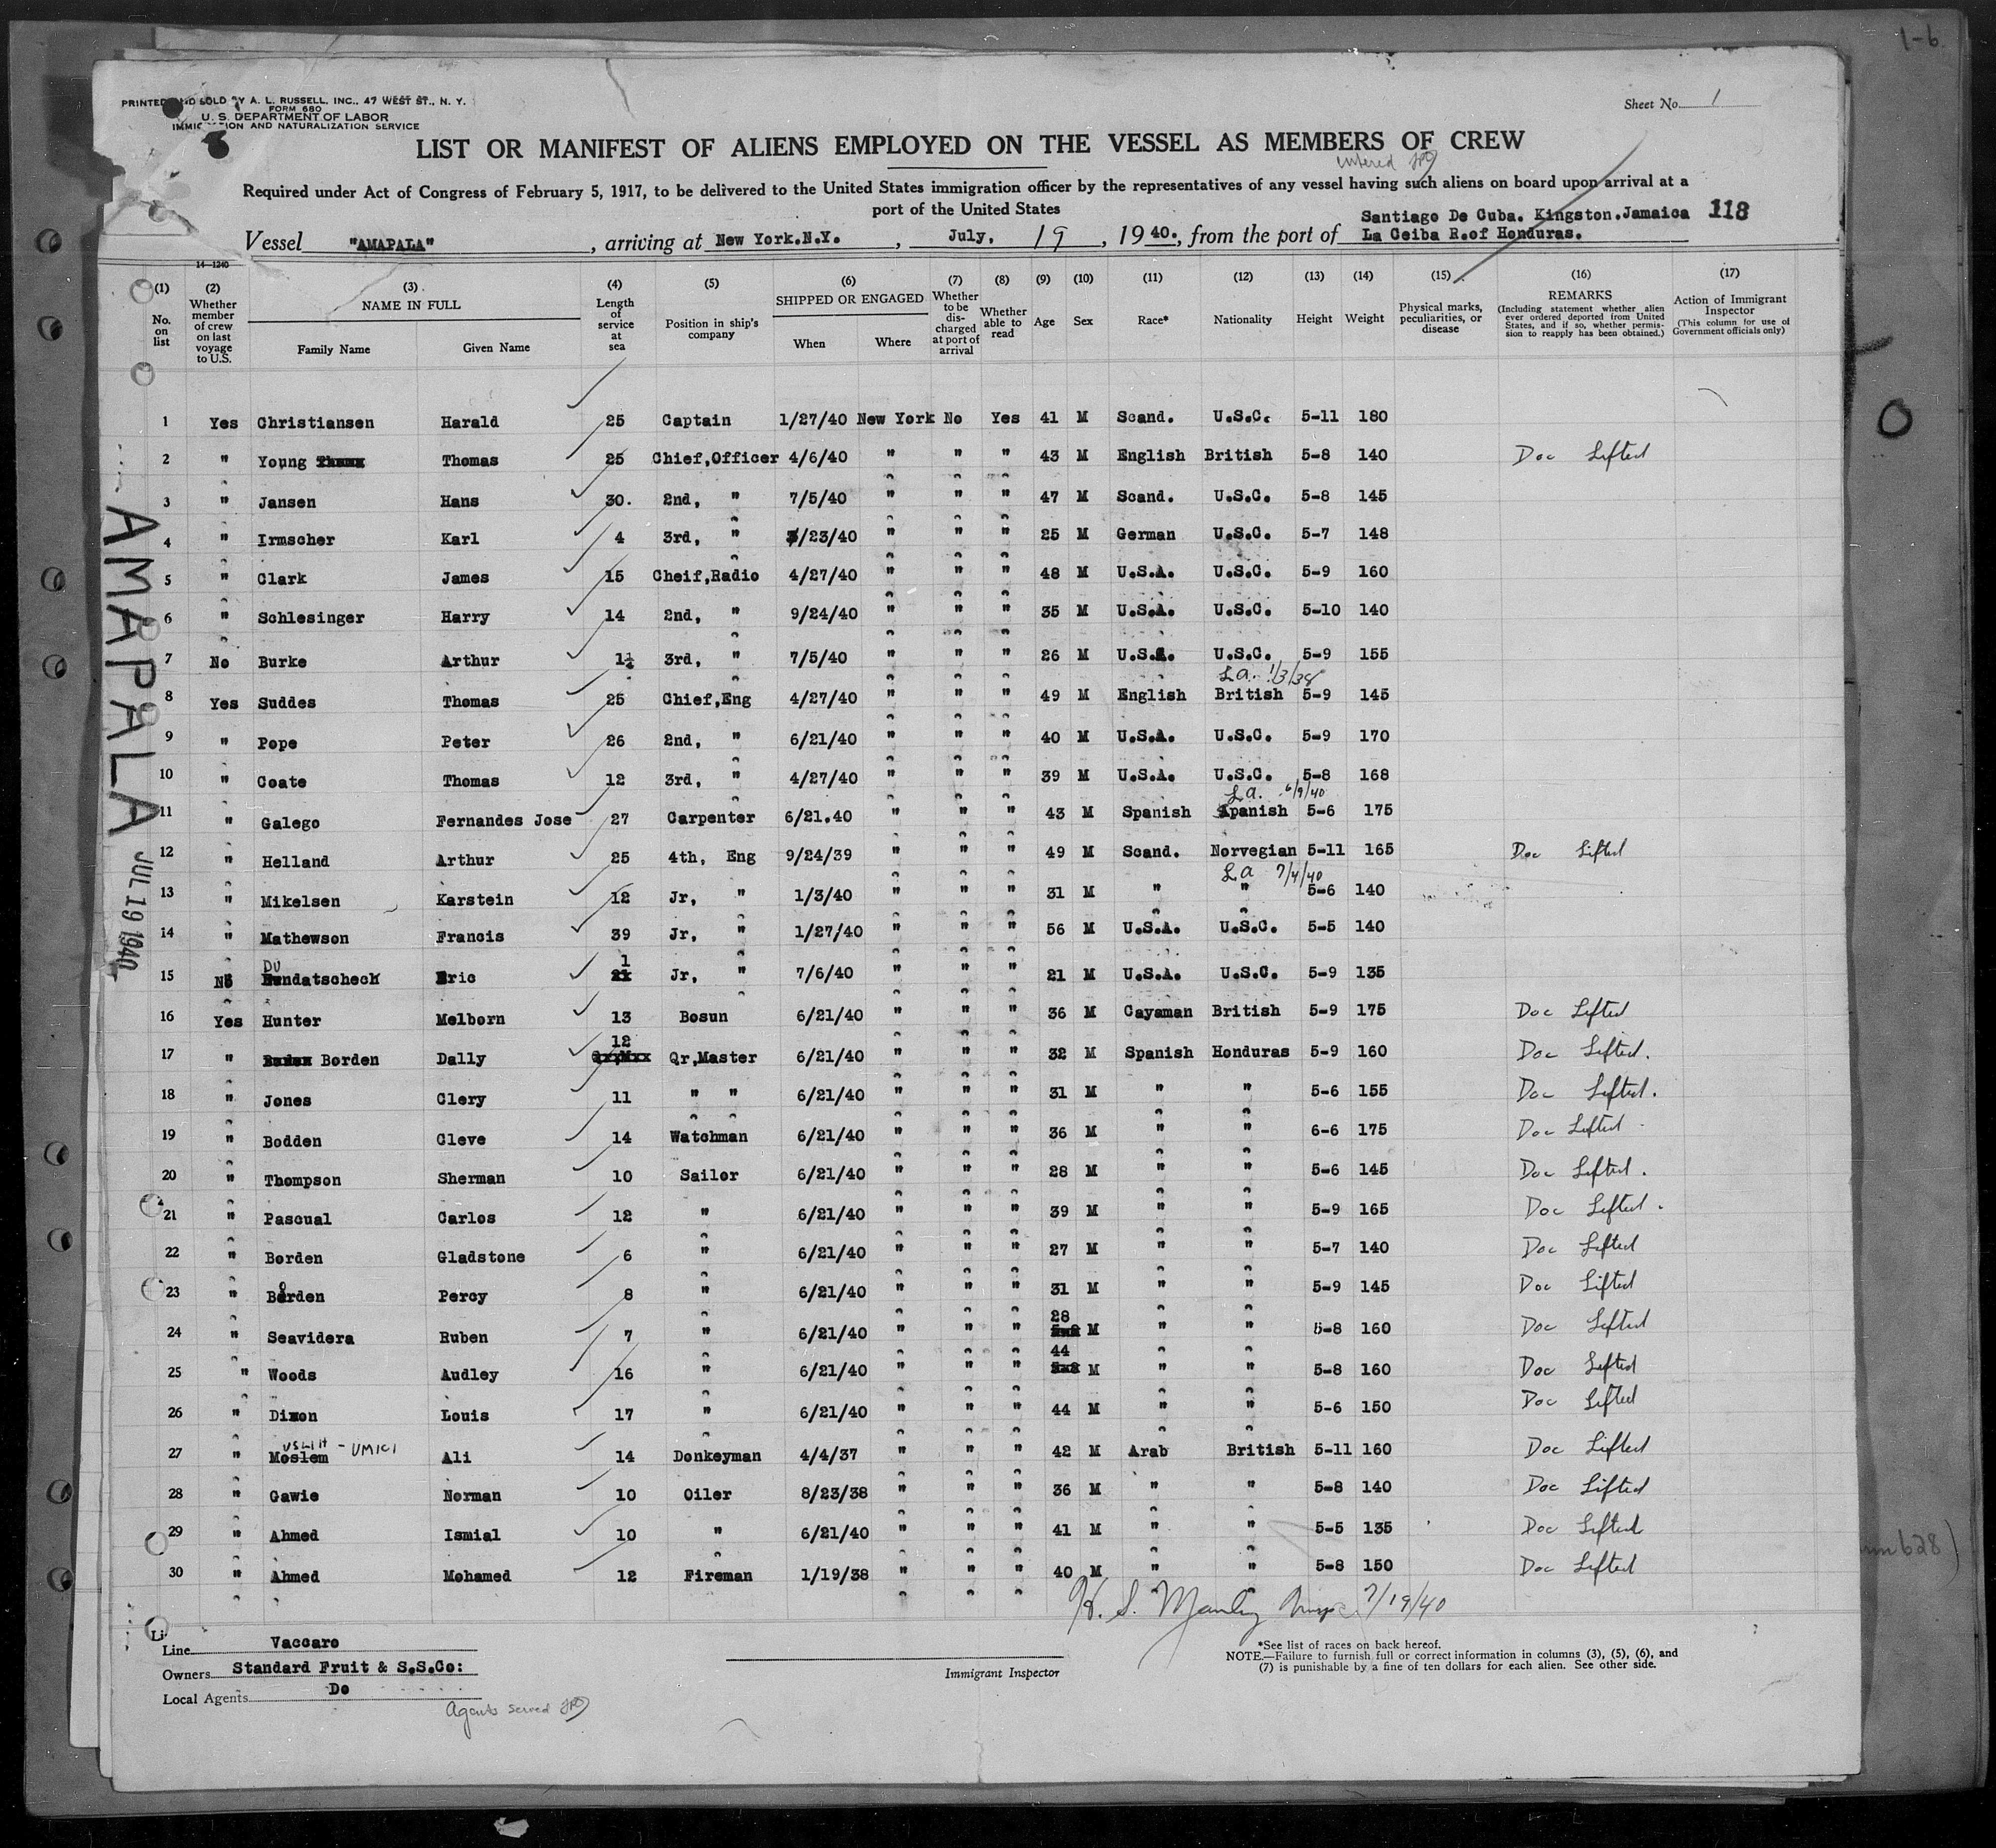 1-6.
PRINTED AND SOLD BY A. L. RUSSELL, INC., 47 WEST ST., N. Y.
FORM 680
U. S. DEPARTMENT OF LABOR
IMMIGRATION AND NATURALIZATION SERVICE
Sheet No. 1
LIST OR MANIFEST OF ALIENS EMPLOYED ON THE VESSEL AS MEMBERS OF CREW
entered
Required under Act of Congress of February 5, 1917, to be delivered to the United States immigration officer by the representatives of any vessel having such aliens on board upon arrival at a
port of the United States
Santiago De Cuba. Kingston.Jamaica 118
Vessel "AMAPALA", arriving at New York.N.Y., July, 19, 1940., from the port of La Ceiba R.of Honduras.
14—1240
(1) No. on list
(2) Whether member of crew on last voyage to U.S.
(3) NAME IN FULL Family Name Given Name
(4) Length of service at sea
(5) Position in ship's company
(6) SHIPPED OR ENGAGED When Where
(7) Whether to be discharged at port of arrival
(8) Whether able to read
(9) Age
(10) Sex
(11) Race*
(12) Nationality
(13) Height
(14) Weight
(15) Physical marks, peculiarities, or disease
(16) REMARKS (Including statement whether alien ever ordered deported from United States, and if so, whether permission to reapply has been obtained.)
(17) Action of Immigrant Inspector (This column for use of Government officials only)
1 Yes Christiansen Harald 25 Captain 1/27/40 New York No Yes 41 M Scand. U.S.C. 5-11 180
2 " Young Thomas 25 Chief,Officer 4/6/40 " " " 43 M English British 5-8 140 Doc Lifted
3 " Jansen Hans 30. 2nd, " 7/5/40 " " " 47 M Scand. U.S.C. 5-8 145
4 " Irmscher Karl 4 3rd, " 3/23/40 " " " 25 M German U.S.C. 5-7 148
5 " Clark James 15 Cheif,Radio 4/27/40 " " " 48 M U.S.A. U.S.C. 5-9 160
6 " Schlesinger Harry 14 2nd, " 9/24/40 " " " 35 M U.S.A. U.S.C. 5-10 140
7 No Burke Arthur 1½ 3rd, " 7/5/40 " " " 26 M U.S.A. U.S.C. 5-9 155
La. 1/3/38
8 Yes Suddes Thomas 25 Chief,Eng 4/27/40 " " " 49 M English British 5-9 145
9 " Pope Peter 26 2nd, " 6/21/40 " " " 40 M U.S.A. U.S.C. 5-9 170
10 " Coate Thomas 12 3rd, " 4/27/40 " " " 39 M U.S.A. U.S.C. 5-8 168
La. 6/9/40
11 " Galego Fernandes Jose 27 Carpenter 6/21.40 " " " 43 M Spanish Spanish 5-6 175
12 " Helland Arthur 25 4th, Eng 9/24/39 " " " 49 M Scand. Norwegian 5-11 165 Doc Lifted
La 7/4/40
13 " Mikelsen Karstein 12 Jr, " 1/3/40 " " " 31 M " " 5-6 140
14 " Mathewson Francis 39 Jr, " 1/27/40 " " " 56 M U.S.A. U.S.C. 5-5 140
15 No Dundatscheck Eric 1 Jr, " 7/6/40 " " " 21 M U.S.A. U.S.C. 5-9 135
16 Yes Hunter Melborn 13 Bosun 6/21/40 " " " 36 M Cayaman British 5-9 175 Doc Lifted
17 " Borden Dally 12 Qr,Master 6/21/40 " " " 32 M Spanish Honduras 5-9 160 Doc Lifted.
18 " Jones Clery 11 " " 6/21/40 " " " 31 M " " 5-6 155 Doc Lifted.
19 " Bodden Cleve 14 Watchman 6/21/40 " " " 36 M " " 6-6 175 Doc Lifted
20 " Thompson Sherman 10 Sailor 6/21/40 " " " 28 M " " 5-6 145 Doc Lifted.
21 " Pascual Carlos 12 " 6/21/40 " " " 39 M " " 5-9 165 Doc Lifted.
22 " Borden Gladstone 6 " 6/21/40 " " " 27 M " " 5-7 140 Doc Lifted
23 " Borden Percy 8 " 6/21/40 " " " 31 M " " 5-9 145 Doc Lifted
24 " Seavidera Ruben 7 " 6/21/40 " " " 28 M " " 5-8 160 Doc Lifted
25 " Woods Audley 16 " 6/21/40 " " " 44 M " " 5-8 160 Doc Lifted
26 " Dixon Louis 17 " 6/21/40 " " " 44 M " " 5-6 150 Doc Lifted
27 " Moslem Ali 14 Donkeyman 4/4/37 " " " 42 M Arab British 5-11 160 Doc Lifted
28 " Gawie Norman 10 Oiler 8/23/38 " " " 36 M " " 5-8 140 Doc Lifted
29 " Ahmed Ismial 10 " 6/21/40 " " " 41 M " " 5-5 135 Doc Lifted
30 " Ahmed Mohamed 12 Fireman 1/19/38 " " " 40 M " " 5-8 150 Doc Lifted
AMAPALA
JUL 19 1940
7/19/40
Line Vaccaro
Owners Standard Fruit & S.S.Co:
Local Agents Do
Agents served
Immigrant Inspector
*See list of races on back hereof.
NOTE.—Failure to furnish full or correct information in columns (3), (5), (6), and
(7) is punishable by a fine of ten dollars for each alien. See other side.